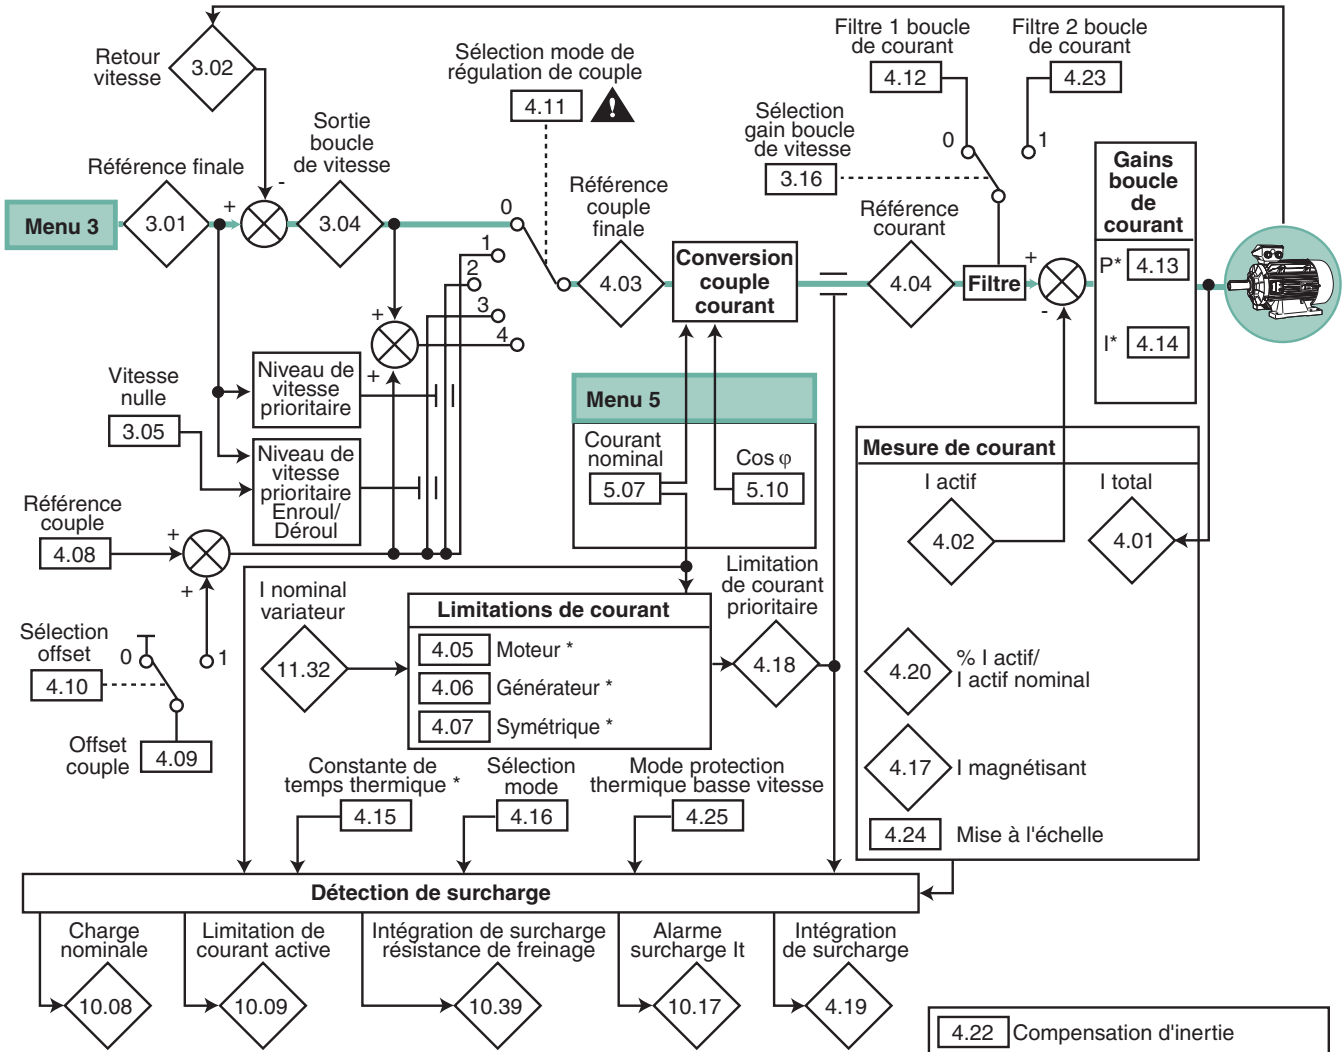 Retour
vitesse
3.02
Sélection mode de
régulation de couple
4.11
Filtre 1 boucle
de courant
4.12
Filtre 2 boucle
de courant
4.23
Sélection
gain boucle
de vitesse
3.16
0
1
Sortie
boucle
de vitesse
Référence finale
Menu 3
3.01
+
-
3.04
0
1
2
3
4
Référence
couple
finale
4.03
Conversion
couple
courant
Référence
courant
4.04
Filtre
+
-
Gains
boucle
de
courant
P*
4.13
I*
4.14
+
+
Vitesse
nulle
3.05
Niveau de
vitesse
prioritaire
Niveau de
vitesse
prioritaire
Enroul/
Déroul
Menu 5
Courant
nominal
5.07
Cos φ
5.10
Référence
couple
4.08
+
+
Mesure de courant
I actif
4.02
I total
4.01
4.20
% I actif/
I actif nominal
4.17
I magnétisant
4.24
Mise à l'échelle
Sélection
offset
4.10
0
1
Offset
couple
4.09
I nominal
variateur
11.32
Limitations de courant
4.05 Moteur *
4.06 Générateur *
4.07 Symétrique *
Limitation
de courant
prioritaire
4.18
Constante de
temps thermique *
4.15
Sélection
mode
4.16
Mode protection
thermique basse vitesse
4.25
Détection de surcharge
Charge
nominale
10.08
Limitation de
courant active
10.09
Intégration de surcharge
résistance de freinage
10.39
Alarme
surcharge It
10.17
Intégration
de surcharge
4.19
4.22 Compensation d'inertie